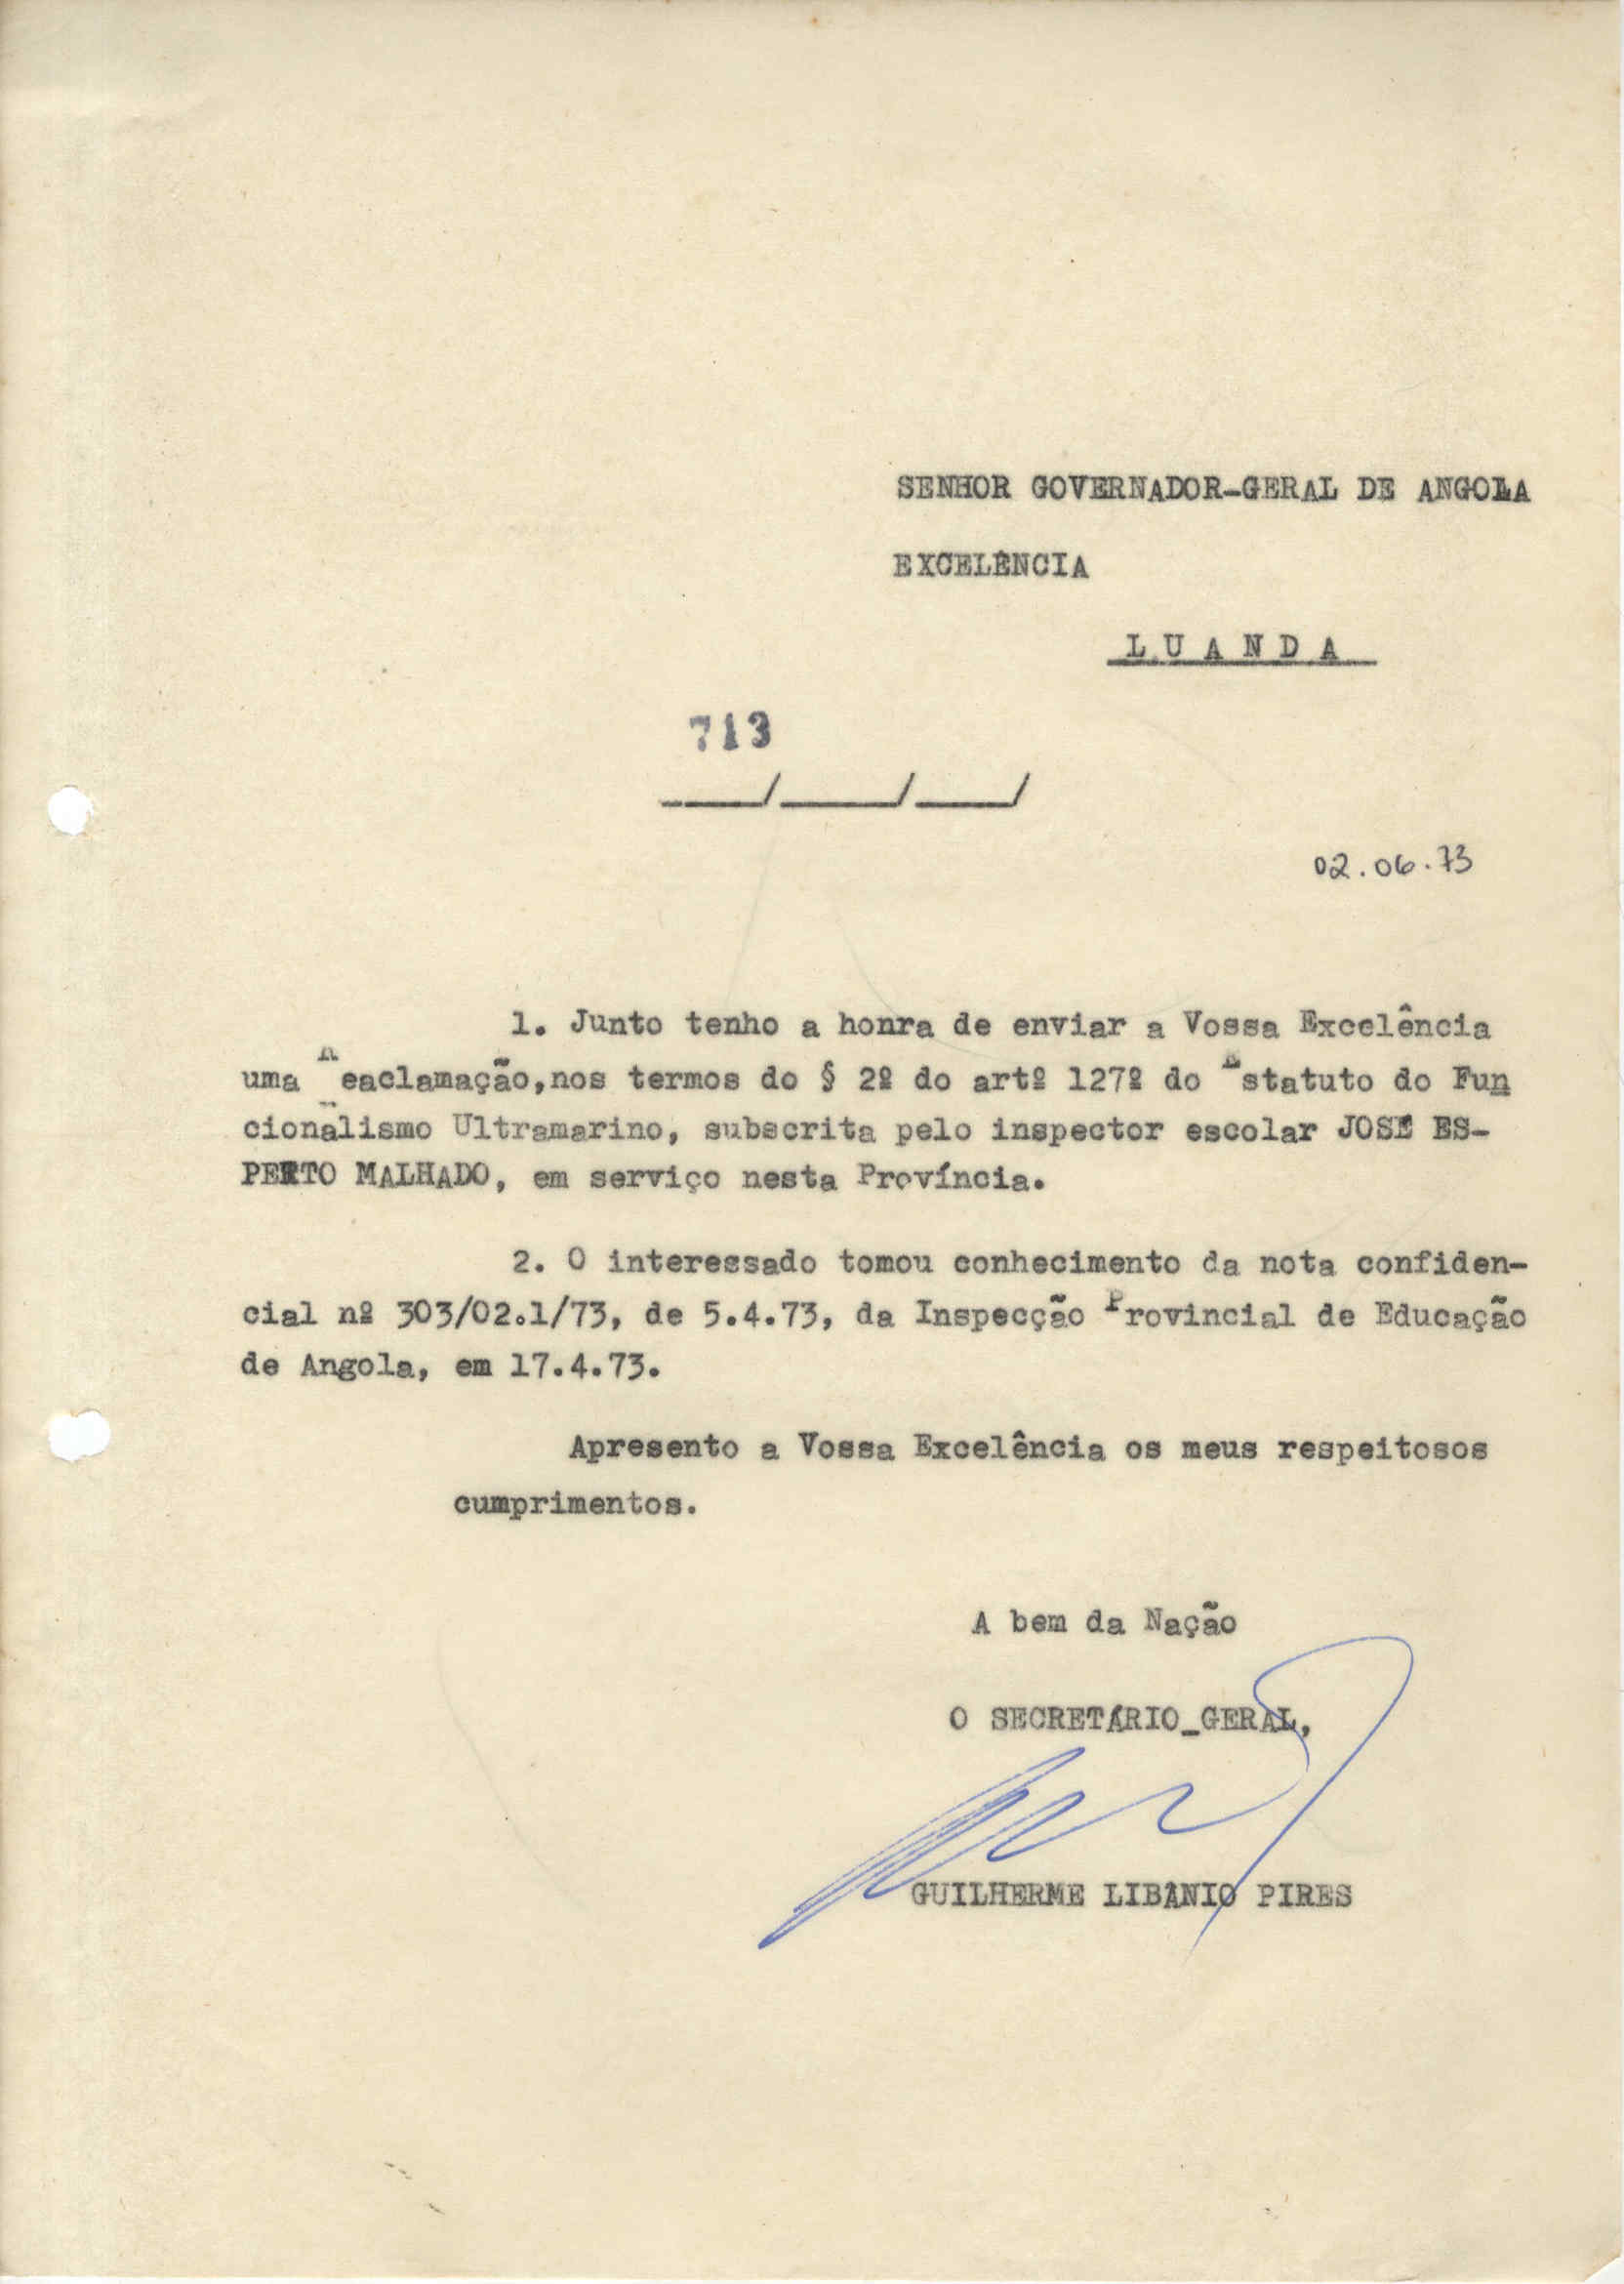 SENHOR GOVERNADOR-GERAL DE ANGOLA
EXCELÊNCIA
L U A N D A
713
___/____/___/
02.06.73
1. Junto tenho a honra de enviar a Vossa Excelência
uma Reaclamação,nos termos do § 2º do artº 127º do Estatuto do Fun
cionalismo Ultramarino, subscrita pelo inspector escolar JOSÉ ES-
PERTO MALHADO, em serviço nesta Província.
2. O interessado tomou conhecimento da nota confiden-
cial nº 303/02.1/73, de 5.4.73, da Inspecção Provincial de Educação
de Angola, em 17.4.73.
Apresento a Vossa Excelência os meus respeitosos
cumprimentos.
A bem da Nação
O SECRETÁRIO_GERAL,
GUILHERME LIBÂNIO PIRES